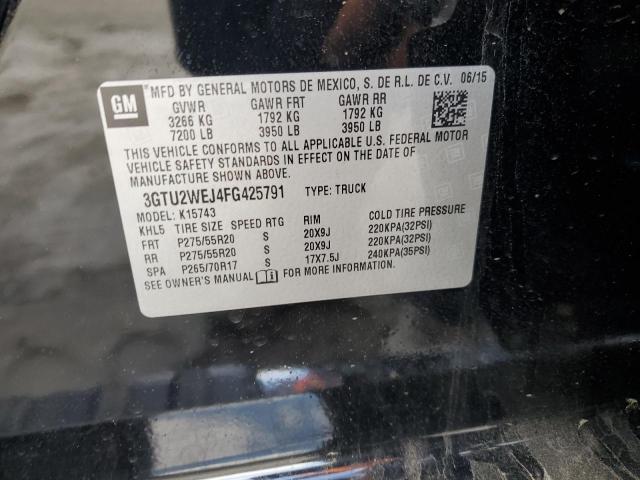 GM
MFD BY GENERAL MOTORS DE MEXICO, S. DE R.L. DE C.V. 06/15
GVWR GAWR FRT GAWR RR
3266 KG 1792 KG 1792 KG
7200 LB 3950 LB 3950 LB
THIS VEHICLE CONFORMS TO ALL APPLICABLE U.S. FEDERAL MOTOR
VEHICLE SAFETY STANDARDS IN EFFECT ON THE DATE OF
MANUFACTURE SHOWN ABOVE.
3GTU2WEJ4FG425791 TYPE: TRUCK
MODEL: K15743
KHL5 TIRE SIZE SPEED RTG RIM COLD TIRE PRESSURE
FRT P275/55R20 S 20X9J 220KPA(32PSI)
RR P275/55R20 S 20X9J 220KPA(32PSI)
SPA P265/70R17 S 17X7.5J 240KPA(35PSI)
SEE OWNER'S MANUAL FOR MORE INFORMATION.